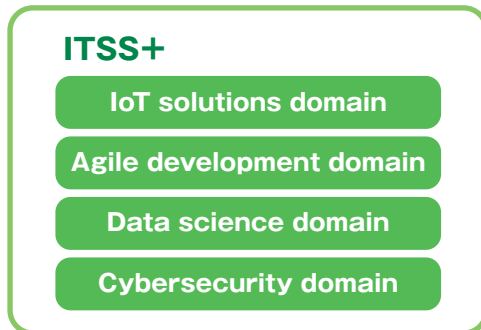 ITSS＋
IoT solutions domain
Agile development domain
Data science domain
Cybersecurity domain